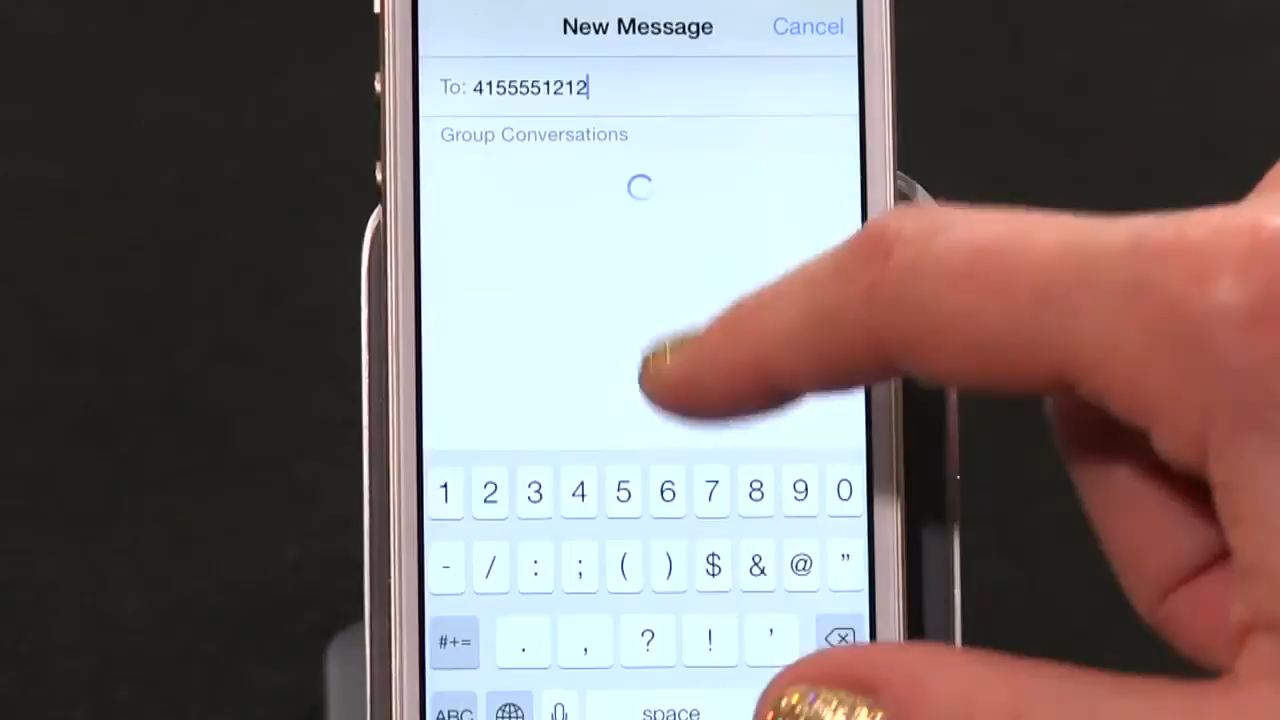 New Message Cancel
To: 4155551212
Group Conversations
1 2 3 4 5 6 7 8 9 0
- / : ; ( ) $ & @ "
#+= . , ? ! '
ABC space